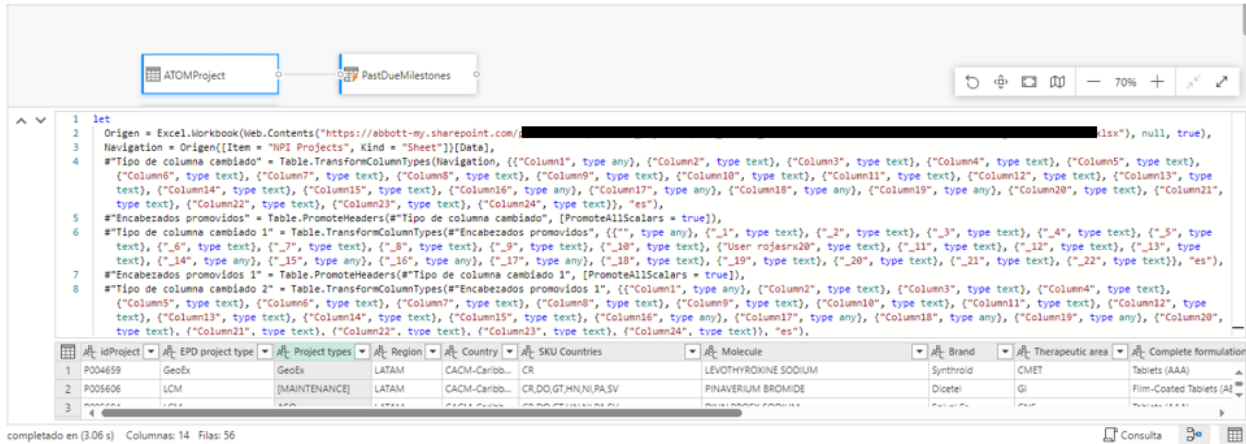 ATOMProject
PastDueMilestones
70%
1 let
2 Origen = Excel.Workbook(Web.Contents("https://abbott-my.sharepoint.com/p xlsx"), null, true),
3 Navigation = Origen{[Item = "NPI Projects", Kind = "Sheet"]}[Data],
4 #"Tipo de columna cambiado" = Table.TransformColumnTypes(Navigation, {{"Column1", type any}, {"Column2", type text}, {"Column3", type text}, {"Column4", type text}, {"Column5", type text},
{"Column6", type text}, {"Column7", type text}, {"Column8", type text}, {"Column9", type text}, {"Column10", type text}, {"Column11", type text}, {"Column12", type text}, {"Column13", type
text}, {"Column14", type text}, {"Column15", type text}, {"Column16", type any}, {"Column17", type any}, {"Column18", type any}, {"Column19", type any}, {"Column20", type text}, {"Column21",
type text}, {"Column22", type text}, {"Column23", type text}, {"Column24", type text}}, "es"),
5 #"Encabezados promovidos" = Table.PromoteHeaders(#"Tipo de columna cambiado", [PromoteAllScalars = true]),
6 #"Tipo de columna cambiado 1" = Table.TransformColumnTypes(#"Encabezados promovidos", {{"", type any}, {"_1", type text}, {"_2", type text}, {"_3", type text}, {"_4", type text}, {"_5", type
text}, {"_6", type text}, {"_7", type text}, {"_8", type text}, {"_9", type text}, {"_10", type text}, {"User rojasrx20", type text}, {"_11", type text}, {"_12", type text}, {"_13", type
text}, {"_14", type any}, {"_15", type any}, {"_16", type any}, {"_17", type any}, {"_18", type text}, {"_19", type text}, {"_20", type text}, {"_21", type text}, {"_22", type text}}, "es"),
7 #"Encabezados promovidos 1" = Table.PromoteHeaders(#"Tipo de columna cambiado 1", [PromoteAllScalars = true]),
8 #"Tipo de columna cambiado 2" = Table.TransformColumnTypes(#"Encabezados promovidos 1", {{"Column1", type any}, {"Column2", type text}, {"Column3", type text}, {"Column4", type text},
{"Column5", type text}, {"Column6", type text}, {"Column7", type text}, {"Column8", type text}, {"Column9", type text}, {"Column10", type text}, {"Column11", type text}, {"Column12", type
text}, {"Column13", type text}, {"Column14", type text}, {"Column15", type text}, {"Column16", type any}, {"Column17", type any}, {"Column18", type any}, {"Column19", type any}, {"Column20",
type text}, {"Column21", type text}, {"Column22", type text}, {"Column23", type text}, {"Column24", type text}}, "es"),
idProject EPD project type Project types Region Country SKU Countries Molecule Brand Therapeutic area Complete formulation
1 P004659 GeoEx GeoEx LATAM CACM-Caribb... CR LEVOTHYROXINE SODIUM Synthroid CMET Tablets (AAA)
2 P005606 LCM [MAINTENANCE] LATAM CACM-Caribb... CR,DO,GT,HN,NI,PA,SV PINAVERIUM BROMIDE Dicetel GI Film-Coated Tablets (AE
3
completado en (3.06 s) Columnas: 14 Filas: 56
Consulta